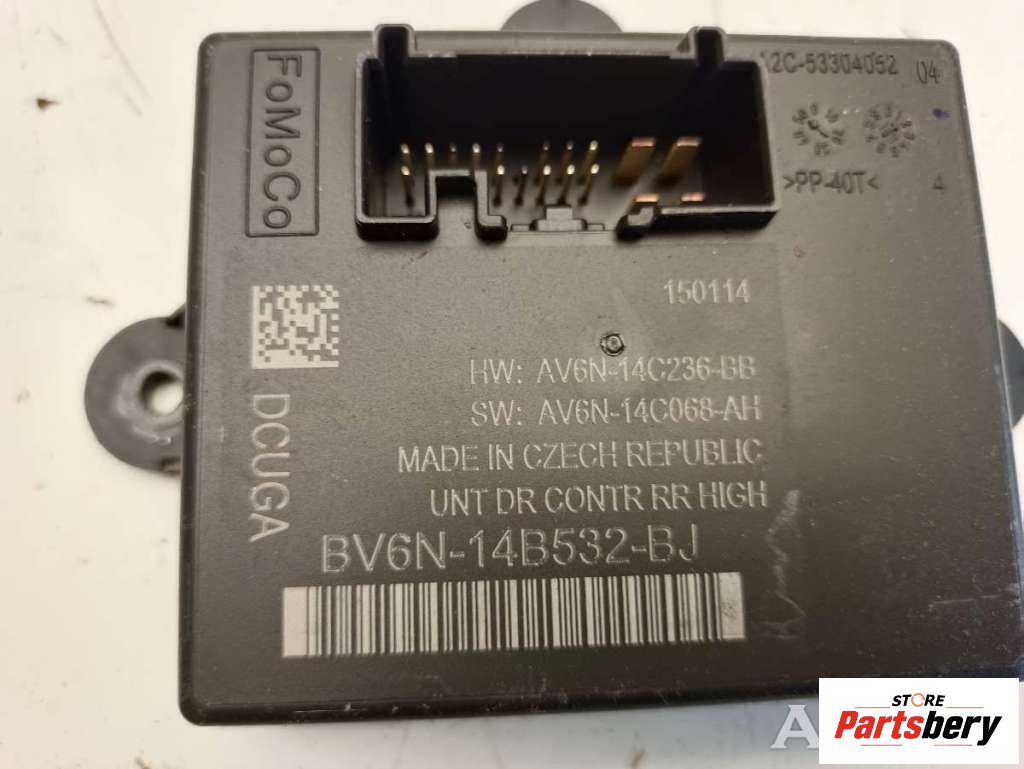 FoMoCo
A2C-53304052 04
>PP-40T< 4
150114
HW: AV6N-14C236-BB
SW: AV6N-14C068-AH
DCUGA
MADE IN CZECH REPUBLIC
UNT DR CONTR RR HIGH
BV6N-14B532-BJ
STORE
Partsbery